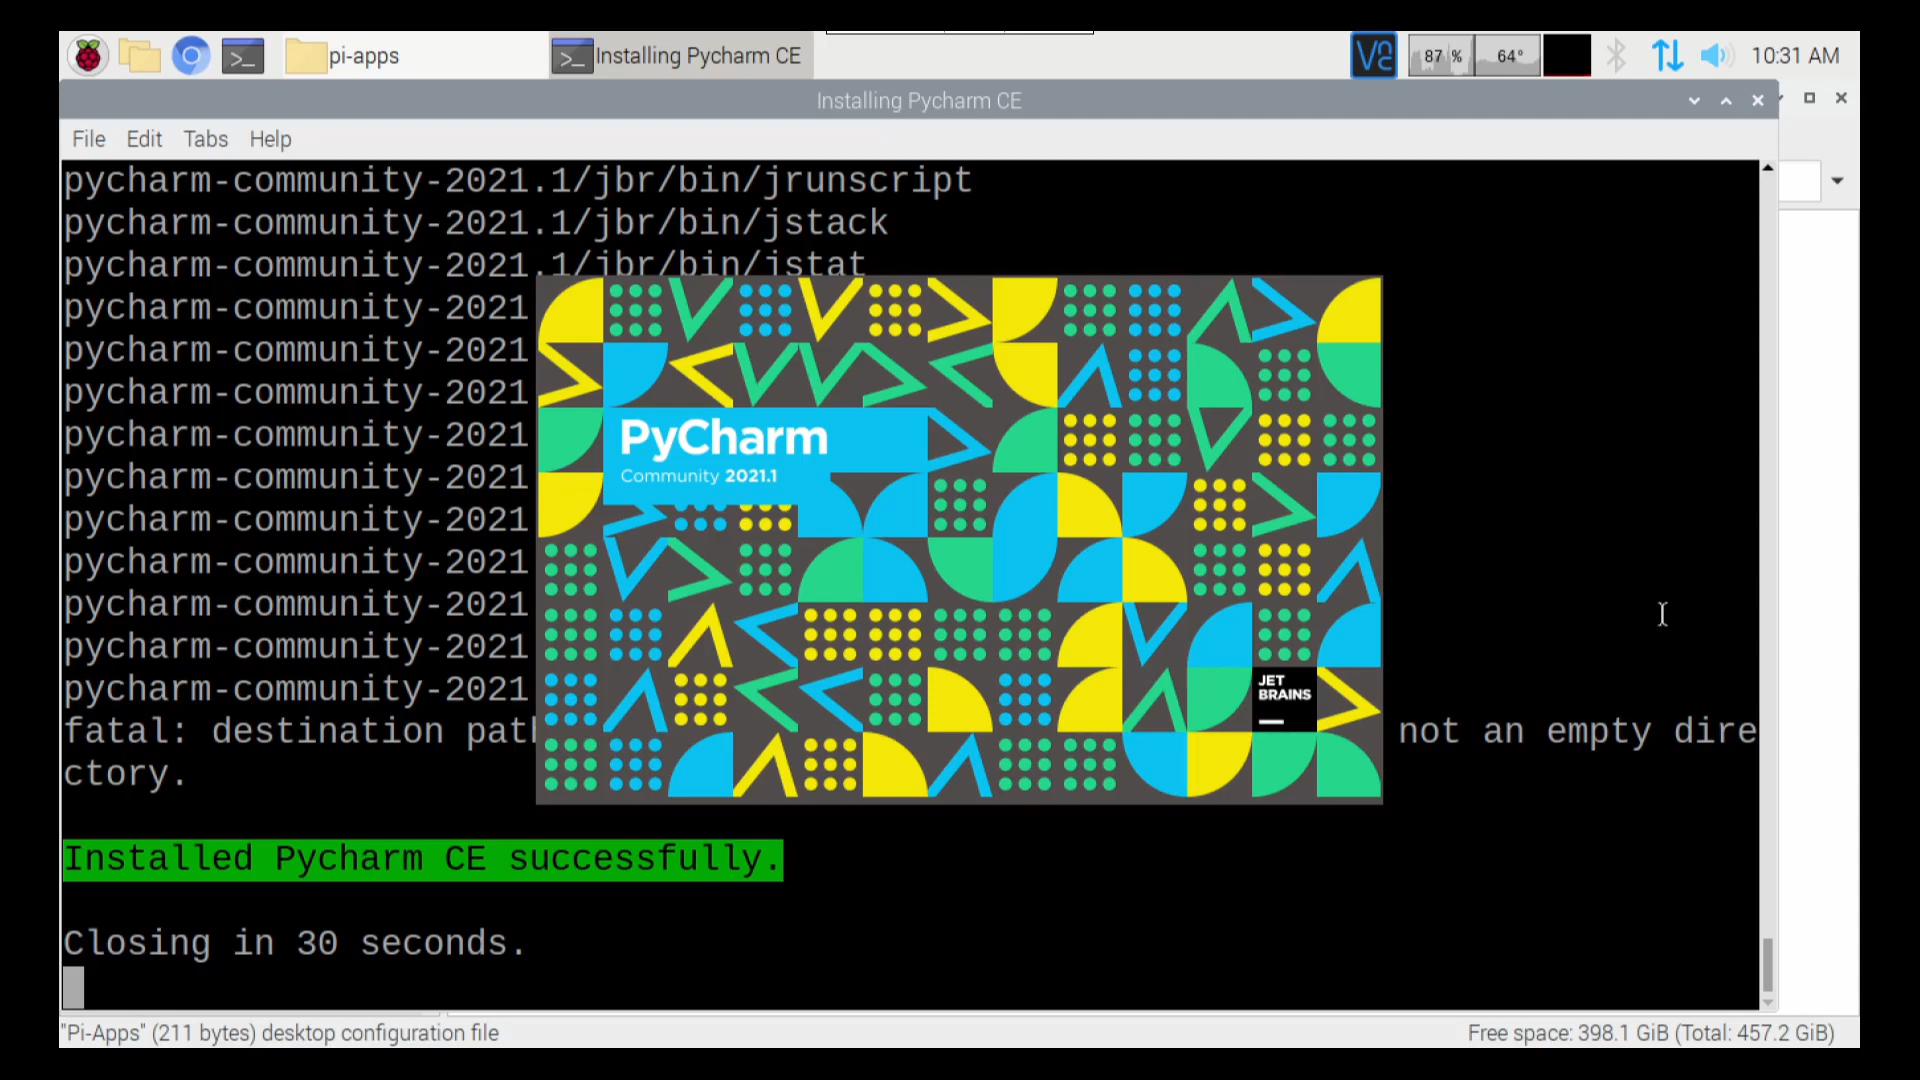 pi-apps
Installing Pycharm CE
87 %
64°
10:31 AM
Installing Pycharm CE
File Edit Tabs Help
pycharm-community-2021.1/jbr/bin/jrunscript
pycharm-community-2021.1/jbr/bin/jstack
pycharm-community-2021.1/jbr/bin/jstat
pycharm-community-2021
pycharm-community-2021
pycharm-community-2021
pycharm-community-2021
pycharm-community-2021
pycharm-community-2021
pycharm-community-2021
pycharm-community-2021
pycharm-community-2021
pycharm-community-2021
PyCharm
Community 2021.1
JET
BRAINS
fatal: destination path not an empty dire
ctory.
Installed Pycharm CE successfully.
Closing in 30 seconds.
"Pi-Apps" (211 bytes) desktop configuration file
Free space: 398.1 GiB (Total: 457.2 GiB)